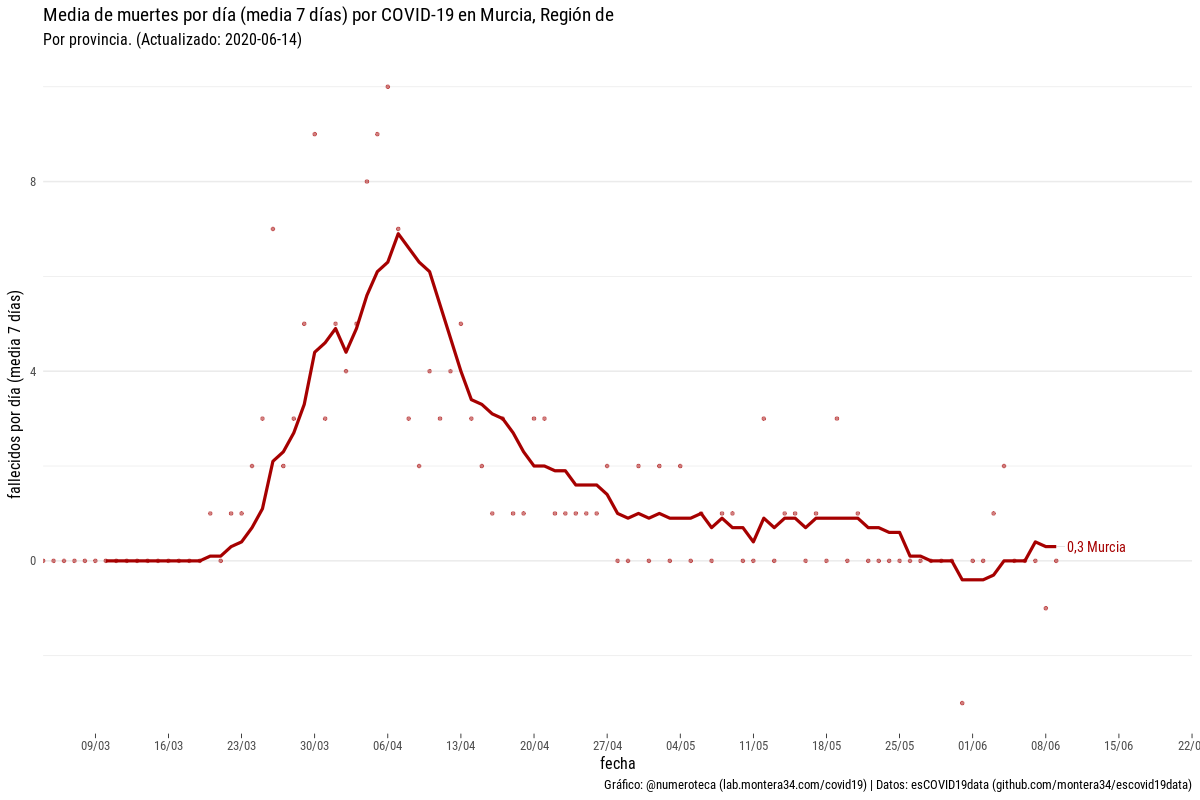 Media de muertes por día (media 7 días) por COVID-19 en Murcia, Región de
Por provincia. (Actualizado: 2020-06-14)
fallecidos por día (media 7 días)
8
4
0
0,3 Murcia
09/03 16/03 23/03 30/03 06/04 13/04 20/04 27/04 04/05 11/05 18/05 25/05 01/06 08/06 15/06 22/0
fecha
Gráfico: @numeroteca (lab.montera34.com/covid19) | Datos: esCOVID19data (github.com/montera34/escovid19data)